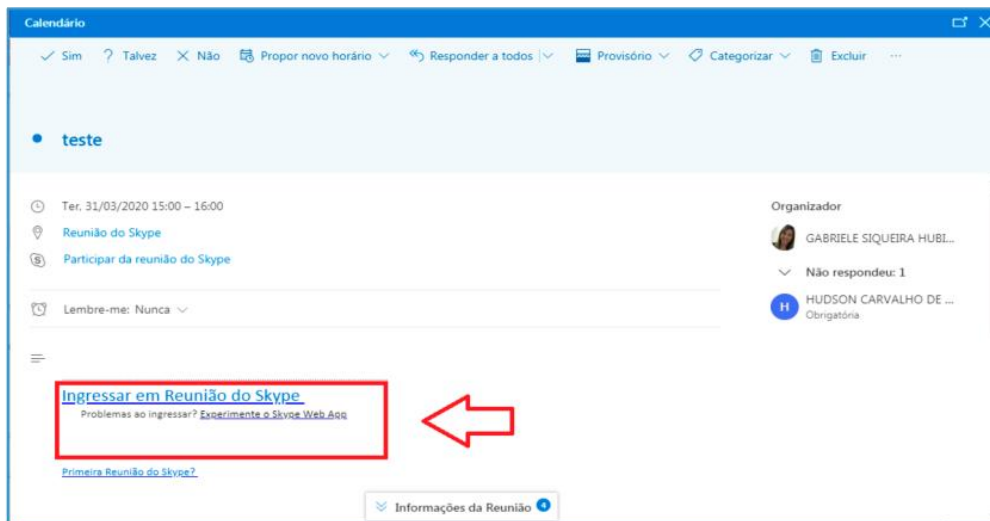 Calendário
Sim ? Talvez Não Propor novo horário Responder a todos Provisório Categorizar Excluir ...
teste
Ter, 31/03/2020 15:00 – 16:00
Reunião do Skype
Participar da reunião do Skype
Lembre-me: Nunca
Organizador
GABRIELE SIQUEIRA HUBI...
Não respondeu: 1
H
HUDSON CARVALHO DE ...
Obrigatória
Ingressar em Reunião do Skype
Problemas ao ingressar? Experimente o Skype Web App
Primeira Reunião do Skype?
Informações da Reunião 4